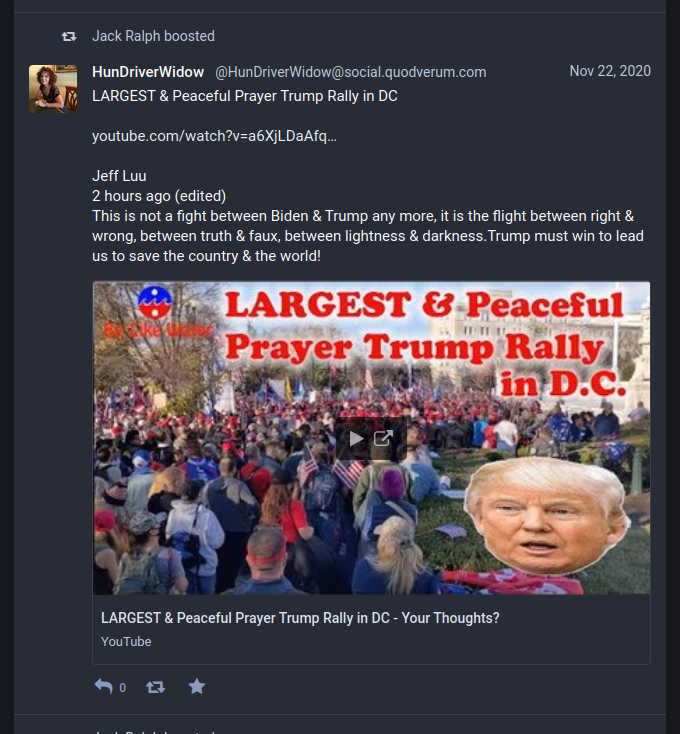 Jack Ralph boosted
HunDriverWidow @HunDriverWidow@social.quodverum.com Nov 22, 2020
LARGEST & Peaceful Prayer Trump Rally in DC
youtube.com/watch?v=a6XjLDaAfq…
Jeff Luu
2 hours ago (edited)
This is not a fight between Biden & Trump any more, it is the flight between right &
wrong, between truth & faux, between lightness & darkness.Trump must win to lead
us to save the country & the world!
Be Like Water
LARGEST & Peaceful
Prayer Trump Rally
in D.C.
LARGEST & Peaceful Prayer Trump Rally in DC - Your Thoughts?
YouTube
0